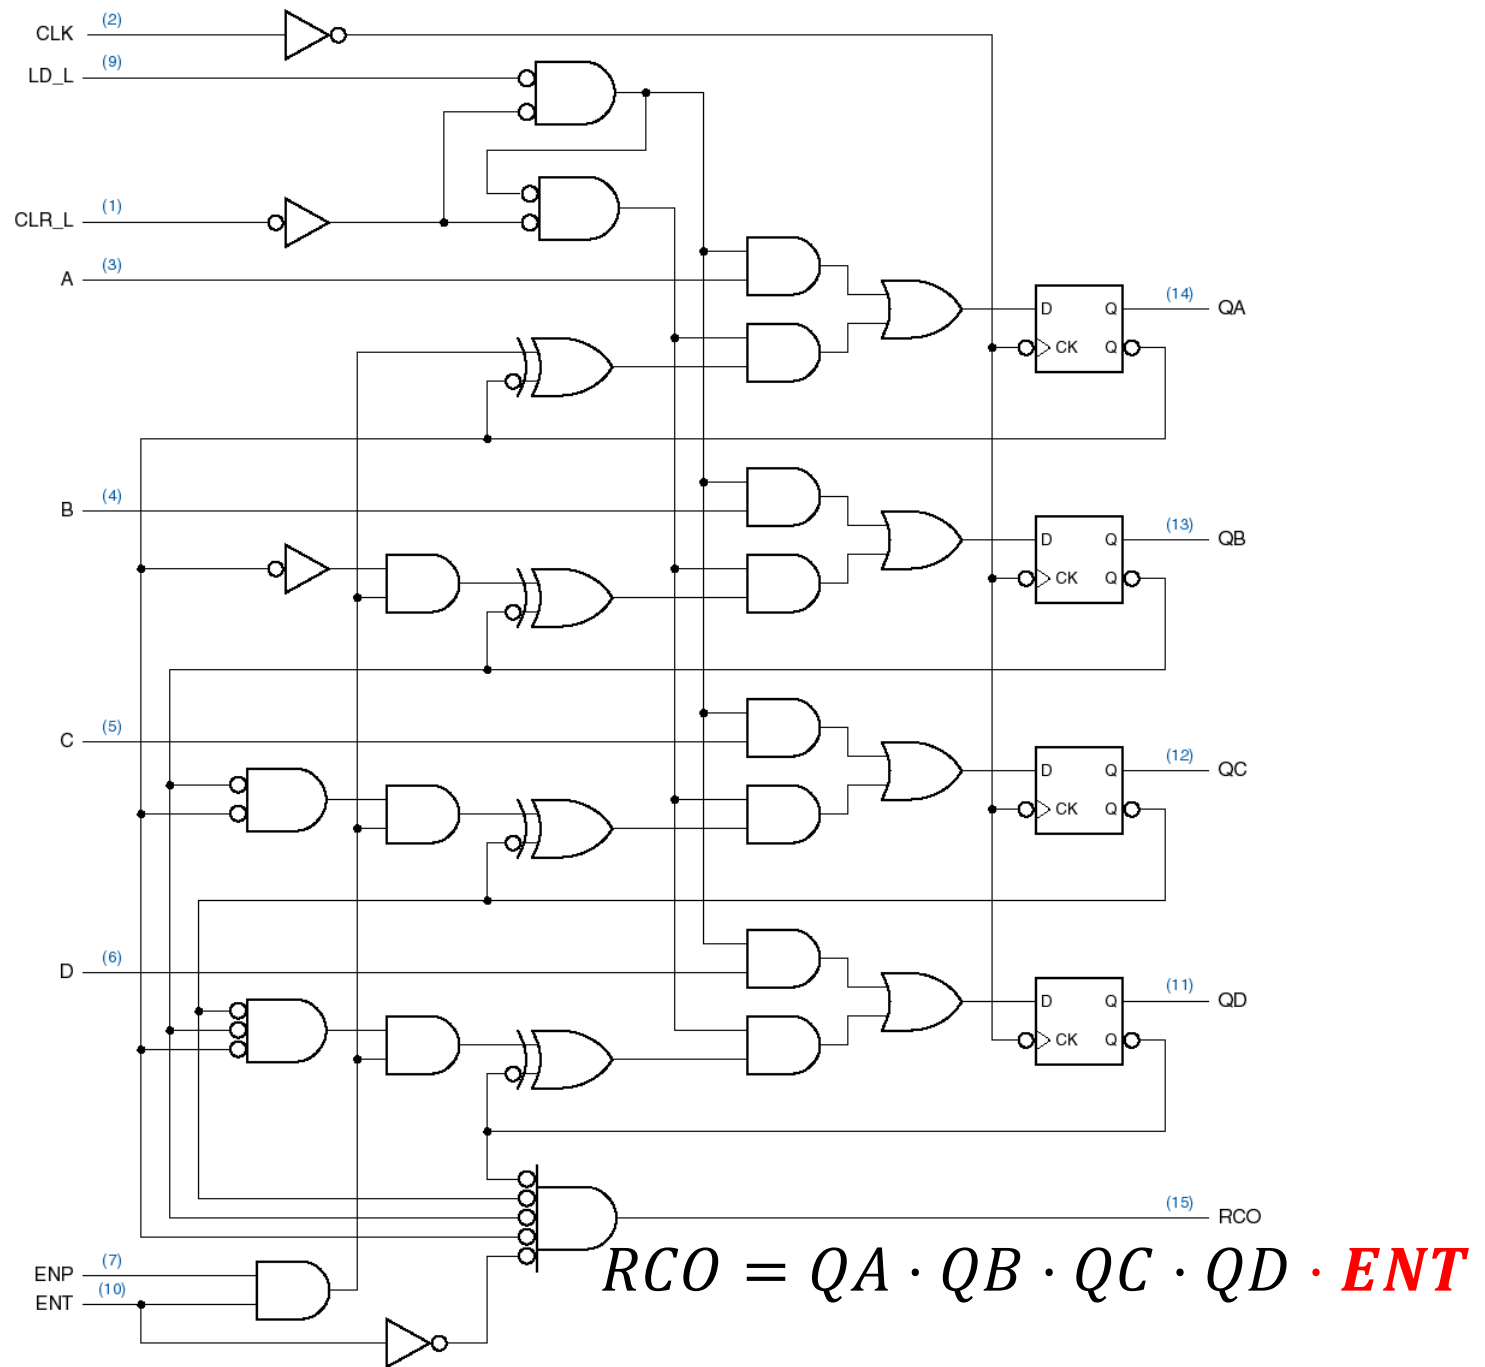 CLK (2)
LD_L (9)
CLR_L (1)
A (3)
D Q (14) QA
CK Q
B (4)
D Q (13) QB
CK Q
C (5)
D Q (12) QC
CK Q
D (6)
D Q (11) QD
CK Q
(15) RCO
RCO = QA · QB · QC · QD · ENT
ENP (7)
ENT (10)